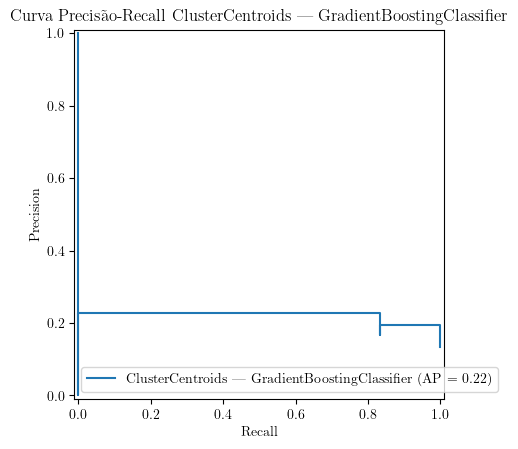 Curva Precisão-Recall ClusterCentroids — GradientBoostingClassifier
1.0
0.8
0.6
0.4
0.2
0.0
Precision
ClusterCentroids — GradientBoostingClassifier (AP = 0.22)
0.0 0.2 0.4 0.6 0.8 1.0
Recall